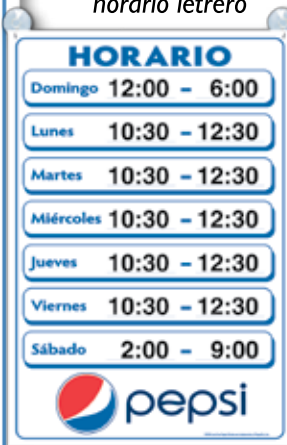 horario letrero
HORARIO
Domingo 12:00 - 6:00
Lunes 10:30 - 12:30
Martes 10:30 - 12:30
Miércoles 10:30 - 12:30
Jueves 10:30 - 12:30
Viernes 10:30 - 12:30
Sábado 2:00 - 9:00
pepsi